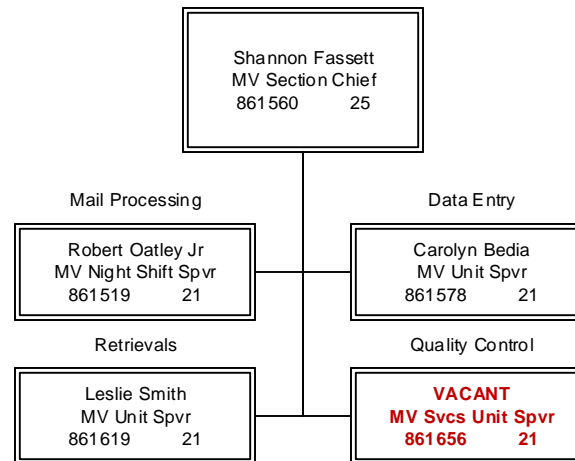 Shannon Fassett
MV Section Chief
861560 25
Mail Processing
Data Entry
Robert Oatley Jr
MV Night Shift Spvr
861519 21
Carolyn Bedia
MV Unit Spvr
861578 21
Retrievals
Quality Control
Leslie Smith
MV Unit Spvr
861619 21
VACANT
MV Svcs Unit Spvr
861656 21